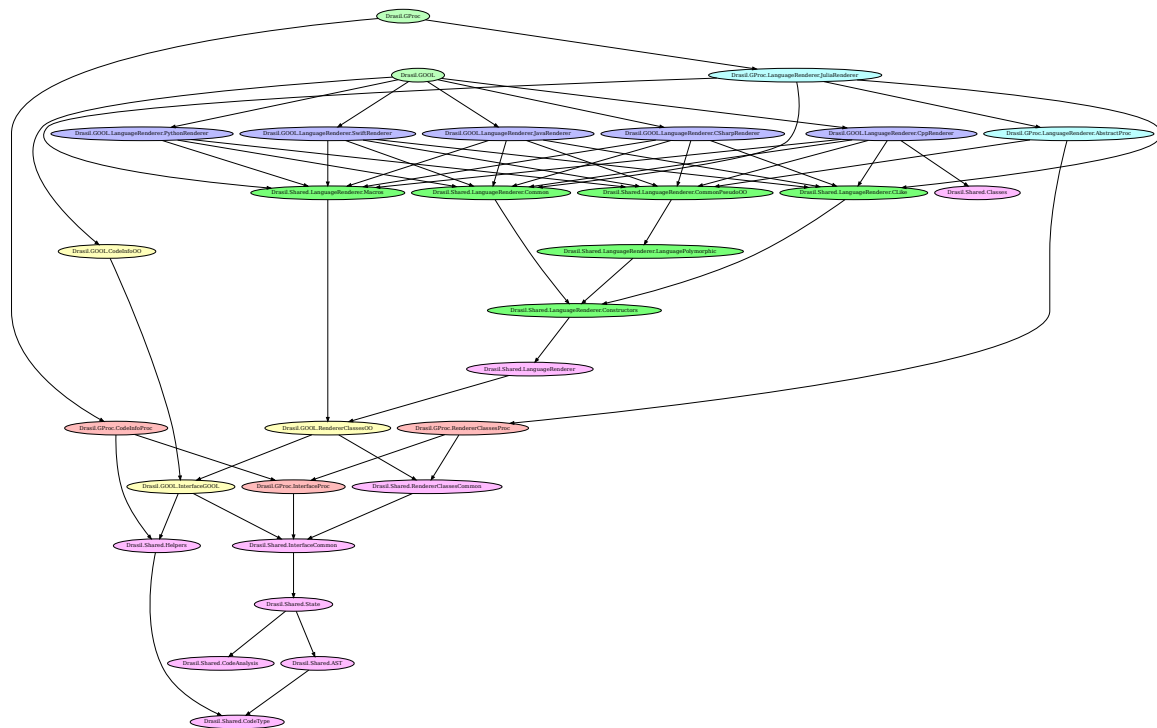 Drasil.GProc
Drasil.GOOL
Drasil.GProc.LanguageRenderer.JuliaRenderer
Drasil.GOOL.LanguageRenderer.PythonRenderer
Drasil.GOOL.LanguageRenderer.SwiftRenderer
Drasil.GOOL.LanguageRenderer.JavaRenderer
Drasil.GOOL.LanguageRenderer.CSharpRenderer
Drasil.GOOL.LanguageRenderer.CppRenderer
Drasil.GProc.LanguageRenderer.AbstractProc
Drasil.Shared.LanguageRenderer.Macros
Drasil.Shared.LanguageRenderer.Common
Drasil.Shared.LanguageRenderer.CommonPseudoOO
Drasil.Shared.LanguageRenderer.CLike
Drasil.Shared.Classes
Drasil.GOOL.CodeInfoOO
Drasil.Shared.LanguageRenderer.LanguagePolymorphic
Drasil.Shared.LanguageRenderer.Constructors
Drasil.Shared.LanguageRenderer
Drasil.GProc.CodeInfoProc
Drasil.GOOL.RendererClassesOO
Drasil.GProc.RendererClassesProc
Drasil.GOOL.InterfaceGOOL
Drasil.GProc.InterfaceProc
Drasil.Shared.RendererClassesCommon
Drasil.Shared.Helpers
Drasil.Shared.InterfaceCommon
Drasil.Shared.State
Drasil.Shared.CodeAnalysis
Drasil.Shared.AST
Drasil.Shared.CodeType